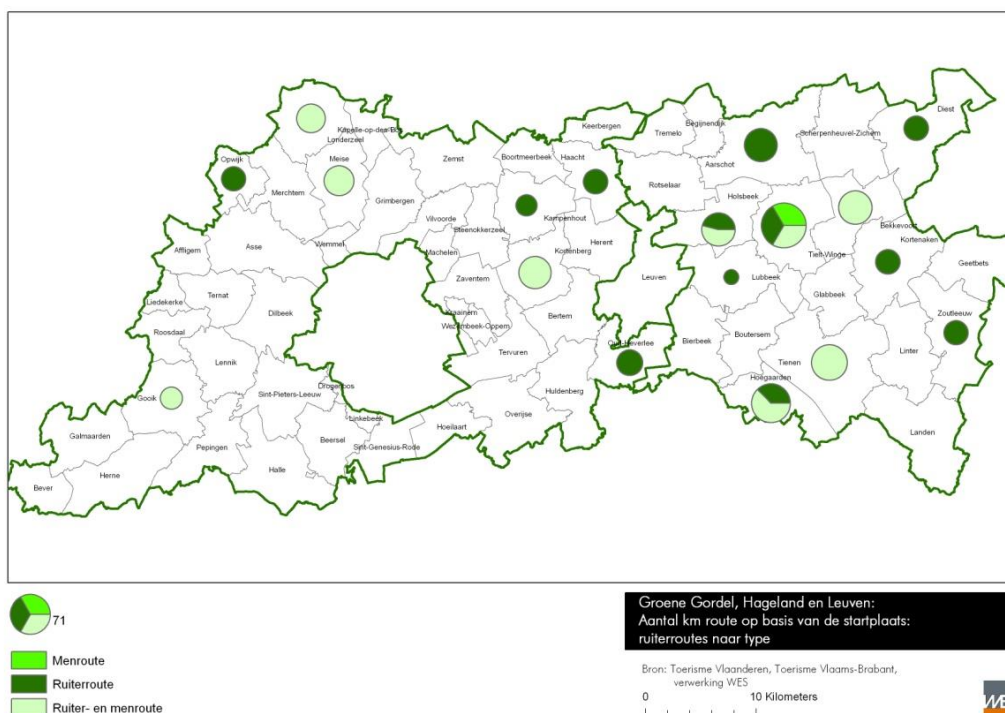 Diest
Keerbergen
Begijnendijk
Tremelo
Scherpenheuvel-Zichem
Kapelle-op-den-Bos
Londerzeel
Opwijk
Meise
Zemst
Boortmeerbeek
Haacht
Aarschot
Merchtem
Rotselaar
Holsbeek
Grimbergen
Vilvoorde
Kampenhout
Steenokkerzeel
Bekkevoort
Kortenaken
Affligem
Asse
Wemmel
Machelen
Kortenberg
Herent
Tielt-Winge
Geetbets
Zaventem
Leuven
Lubbeek
Liedekerke
Ternat
Dilbeek
Glabbeek
Zoutleeuw
Kraainem
Wezembeek-Oppem
Bertem
Roosdaal
Bierbeek
Boutersem
Oud-Heverlee
Linter
Tervuren
Tienen
Lennik
Hoegaarden
Drogenbos
Huldenberg
Gooik
Sint-Pieters-Leeuw
Linkebeek
Overijse
Hoeilaart
Galmaarden
Pepingen
Beersel
Sint-Genesius-Rode
Landen
Halle
Herne
Bever
71
Menroute
Ruiterroute
Ruiter- en menroute
Groene Gordel, Hageland en Leuven:
Aantal km route op basis van de startplaats:
ruiterroutes naar type
Bron: Toerisme Vlaanderen, Toerisme Vlaams-Brabant,
verwerking WES
0 10 Kilometers